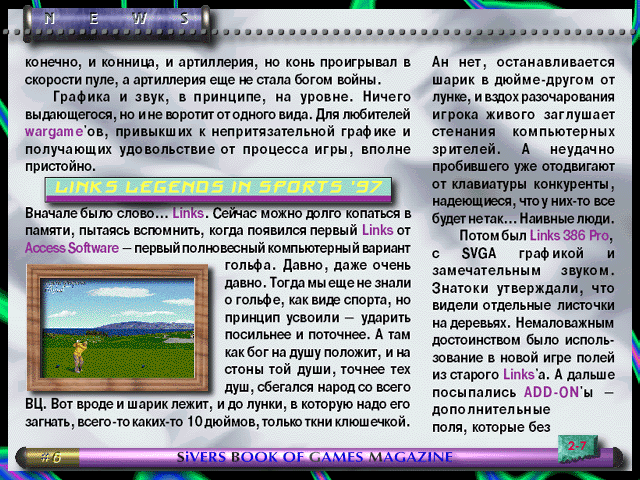 NEWS
конечно, и конница, и артиллерия, но конь проигрывал в
скорости пуле, а артиллерия еще не стала богом войны.
Графика и звук, в принципе, на уровне. Ничего
выдающегося, но и не воротит от одного вида. Для любителей
wargame'ов, привыкших к непритязательной графике и
получающих удовольствие от процесса игры, вполне
пристойно.
LINKS LEGENDS IN SPORTS '97
Вначале было слово... Links. Сейчас можно долго копаться в
памяти, пытаясь вспомнить, когда появился первый Links от
Access Software – первый полновесный компьютерный вариант
гольфа. Давно, даже очень
давно. Тогда мы еще не знали
о гольфе, как виде спорта, но
принцип усвоили – ударить
посильнее и поточнее. А там
как бог на душу положит, и на
стоны той души, точнее тех
душ, сбегался народ со всего
ВЦ. Вот вроде и шарик лежит, и до лунки, в которую надо его
загнать, всего-то каких-то 10 дюймов, только ткни клюшечкой.
Ан нет, останавливается
шарик в дюйме-другом от
лунки, и вздох разочарования
игрока живого заглушает
стенания компьютерных
зрителей. А неудачно
пробившего уже отодвигают
от клавиатуры конкуренты,
надеющиеся, что у них-то все
будет не так... Наивные люди.
Потом был Links 386 Pro,
с SVGA графикой и
замечательным звуком.
Знатоки утверждали, что
видели отдельные листочки
на деревьях. Немаловажным
достоинством было исполь-
зование в новой игре полей
из старого Links'а. А дальше
посыпались ADD-ON'ы –
дополнительные
поля, которые без
#6
SiVERS BOOK OF GAMES MAGAZINE
2-7